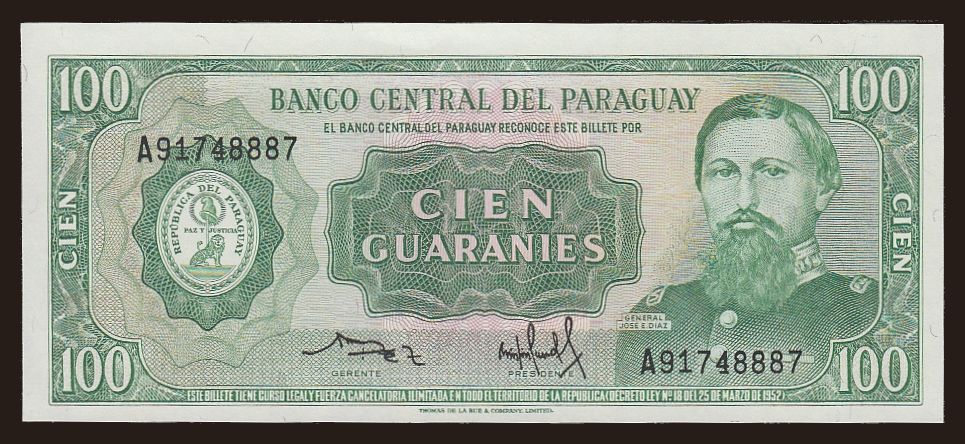 100
100
BANCO CENTRAL DEL PARAGUAY
EL BANCO CENTRAL DEL PARAGUAY RECONOCE ESTE BILLETE POR
A91748887
CIEN
REPÚBLICA DEL PARAGUAY
PAZ Y JUSTICIA
CIEN
GUARANIES
CIEN
GENERAL
JOSE E. DIAZ
A91748887
GERENTE
PRESIDENTE
100
100
ESTE BILLETE TIENE CURSO LEGAL Y FUERZA CANCELATORIA ILIMITADA EN TODO EL TERRITORIO DE LA REPUBLICA (DECRETO LEY Nº 18 DEL 25 DE MARZO DE 1952)
THOMAS DE LA RUE & COMPANY, LIMITED.